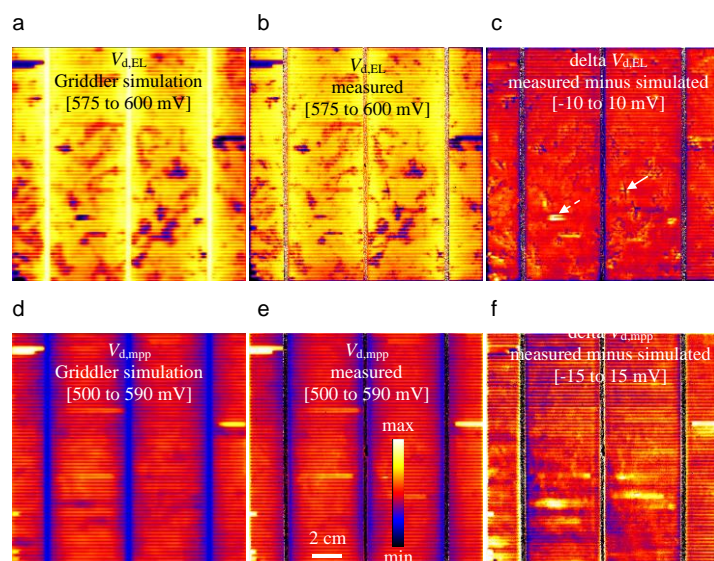 a
b
c
Vd,EL
Griddler simulation
[575 to 600 mV]
Vd,EL
measured
[575 to 600 mV]
delta Vd,EL
measured minus simulated
[-10 to 10 mV]
d
e
f
Vd,mpp
Griddler simulation
[500 to 590 mV]
Vd,mpp
measured
[500 to 590 mV]
max
2 cm
min
delta Vd,mpp
measured minus simulated
[-15 to 15 mV]